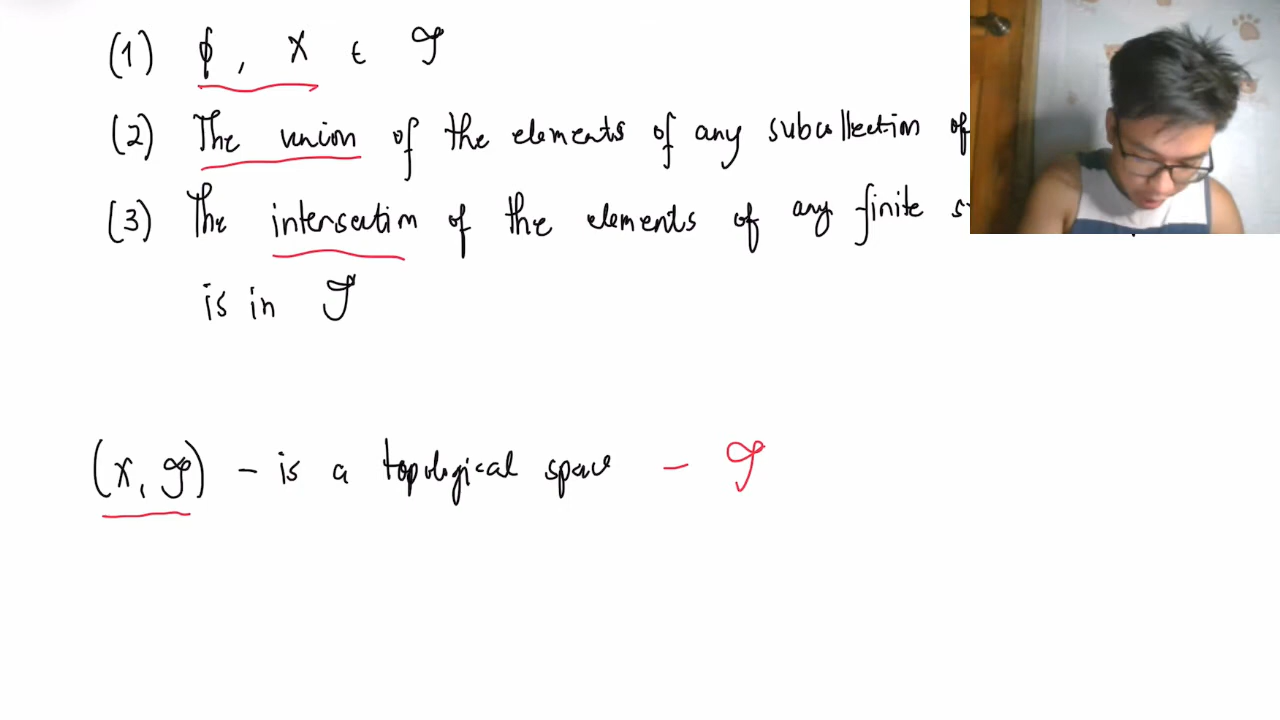 (1) ϕ, X ϵ 𝒯
(2) The union of the elements of any subcollection of
(3) The intersection of the elements of any finite
is in 𝒯
(X, 𝒯) - is a topological space - 𝒯